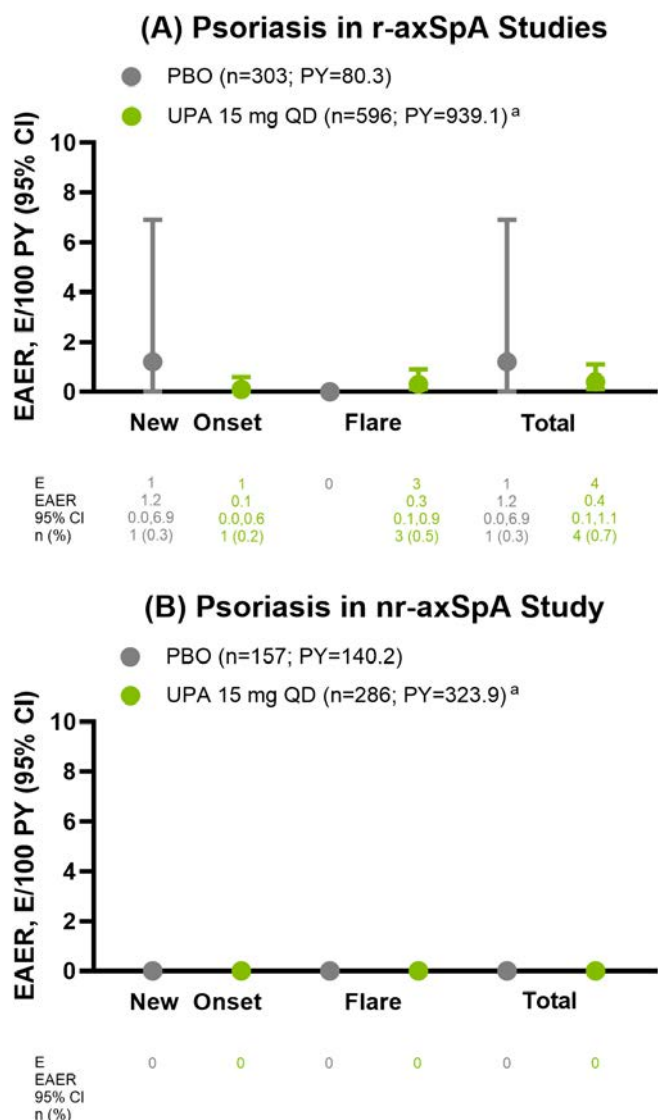 (A) Psoriasis in r-axSpA Studies
PBO (n=303; PY=80.3)
UPA 15 mg QD (n=596; PY=939.1) a
EAER, E/100 PY (95% CI)
10
8
6
4
2
0
New Onset Flare Total
E 1 1 0 3 1 4
EAER 1.2 0.1 0.3 1.2 0.4
95% CI 0.0,6.9 0.0,0.6 0.1,0.9 0.0,6.9 0.1,1.1
n (%) 1 (0.3) 1 (0.2) 3 (0.5) 1 (0.3) 4 (0.7)
(B) Psoriasis in nr-axSpA Study
PBO (n=157; PY=140.2)
UPA 15 mg QD (n=286; PY=323.9) a
EAER, E/100 PY (95% CI)
10
8
6
4
2
0
New Onset Flare Total
E 0 0 0 0 0 0
EAER
95% CI
n (%)